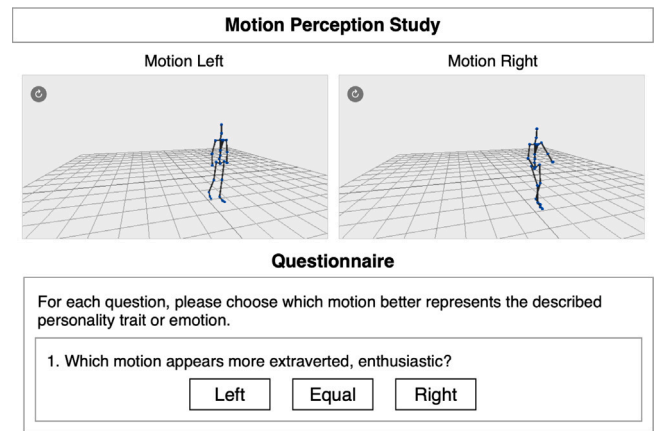 Motion Perception Study
Motion Left
Motion Right
Questionnaire
For each question, please choose which motion better represents the described
personality trait or emotion.
1. Which motion appears more extraverted, enthusiastic?
Left
Equal
Right